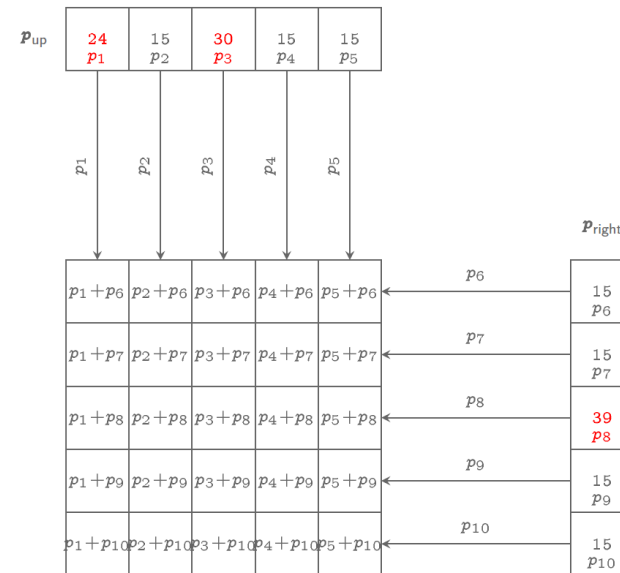 p_up
24 15 30 15 15
p₁ p₂ p₃ p₄ p₅
p₁ p₂ p₃ p₄ p₅
p_right
p₁+p₆ p₂+p₆ p₃+p₆ p₄+p₆ p₅+p₆
p₆
15
p₆
p₁+p₇ p₂+p₇ p₃+p₇ p₄+p₇ p₅+p₇
p₇
15
p₇
p₁+p₈ p₂+p₈ p₃+p₈ p₄+p₈ p₅+p₈
p₈
39
p₈
p₁+p₉ p₂+p₉ p₃+p₉ p₄+p₉ p₅+p₉
p₉
15
p₉
p₁+p₁₀ p₂+p₁₀ p₃+p₁₀ p₄+p₁₀ p₅+p₁₀
p₁₀
15
p₁₀